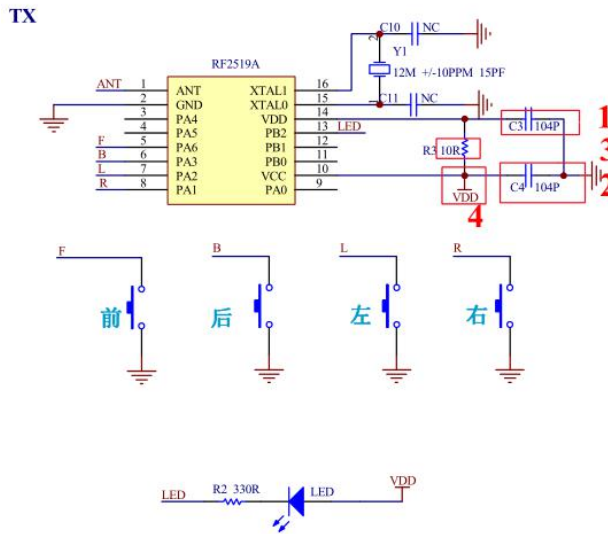 TX
RF2519A
C10 NC
2
Y1
12M +/-10PPM 15PF
1
C11 NC
ANT 1 ANT XTAL1 16
2 GND XTAL0 15
3 PA4 VDD 14
4 PA5 PB2 13 LED
F 5 PA6 PB1 12
B 6 PA3 PB0 11
L 7 PA2 VCC 10
R 8 PA1 PA0 9
C3 104P 1
R3 10R 3
C4 104P 2
VDD 4
F B L R
前 后 左 右
LED R2 330R LED VDD